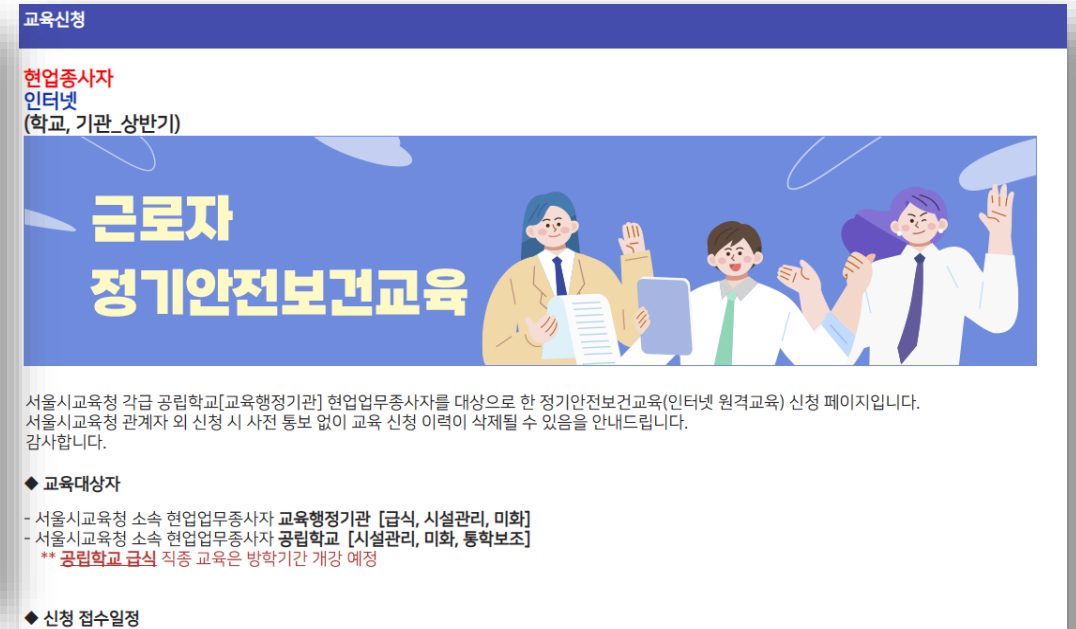 교육신청
현업종사자
인터넷
(학교, 기관_상반기)
근로자
정기안전보건교육
서울시교육청 각급 공립학교[교육행정기관] 현업업무종사자를 대상으로 한 정기안전보건교육(인터넷 원격교육) 신청 페이지입니다.
서울시교육청 관계자 외 신청 시 사전 통보 없이 교육 신청 이력이 삭제될 수 있음을 안내드립니다.
감사합니다.
◆ 교육대상자
- 서울시교육청 소속 현업업무종사자 교육행정기관 [급식, 시설관리, 미화]
- 서울시교육청 소속 현업업무종사자 공립학교 [시설관리, 미화, 통학보조]
** 공립학교 급식 직종 교육은 방학기간 개강 예정
◆ 신청 접수일정